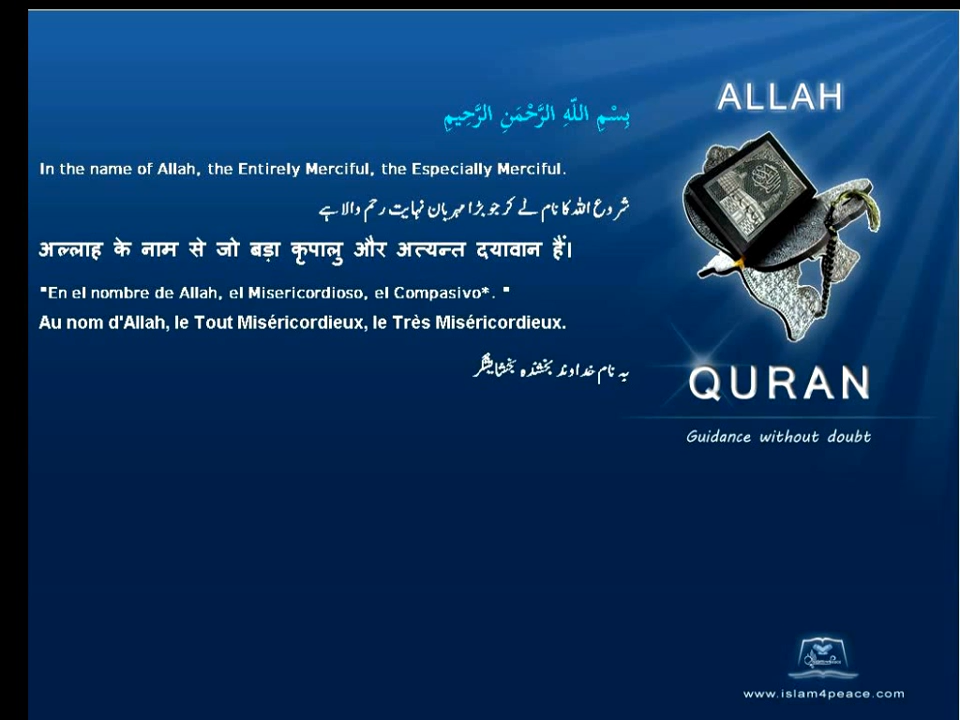 بِسْمِ اللّهِ الرَّحْمَنِ الرَّحِيمِ
In the name of Allah, the Entirely Merciful, the Especially Merciful.
شروع الله کا نام لے کر جو بڑا مہربان نہایت رحم والا ہے
अल्लाह के नाम से जो बड़ा कृपालु और अत्यन्त दयावान हैं।
"En el nombre de Allah, el Misericordioso, el Compasivo*. "
Au nom d'Allah, le Tout Miséricordieux, le Très Miséricordieux.
به نام خداوند بخشنده بخشایشگر
ALLAH
QURAN
Guidance without doubt
www.islam4peace.com